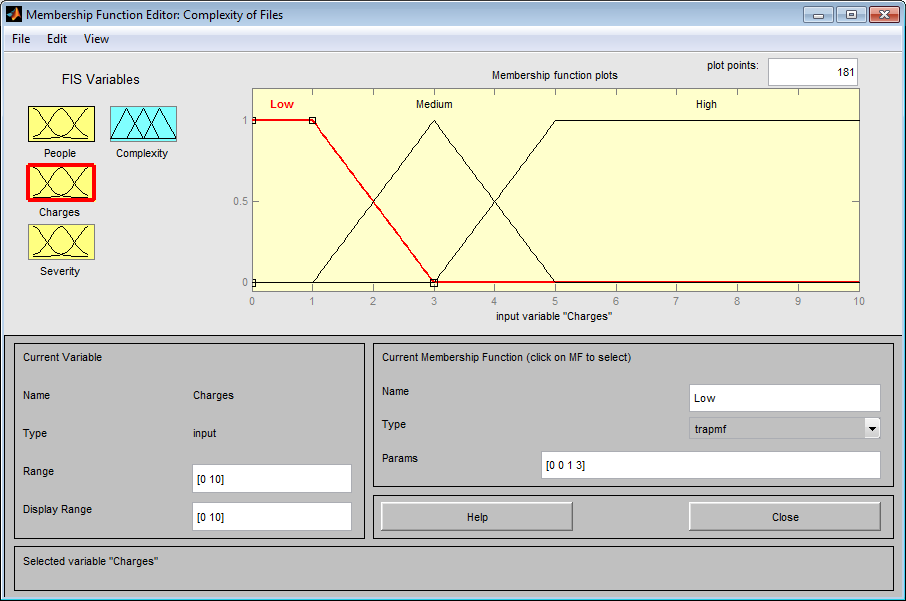 Membership Function Editor: Complexity of Files
File Edit View
FIS Variables
People
Complexity
Charges
Severity
Membership function plots
plot points:
181
Low
Medium
High
1
0.5
0
0 1 2 3 4 5 6 7 8 9 10
input variable "Charges"
Current Variable
Name Charges
Type input
Range [0 10]
Display Range [0 10]
Current Membership Function (click on MF to select)
Name Low
Type trapmf
Params [0 0 1 3]
Help
Close
Selected variable "Charges"